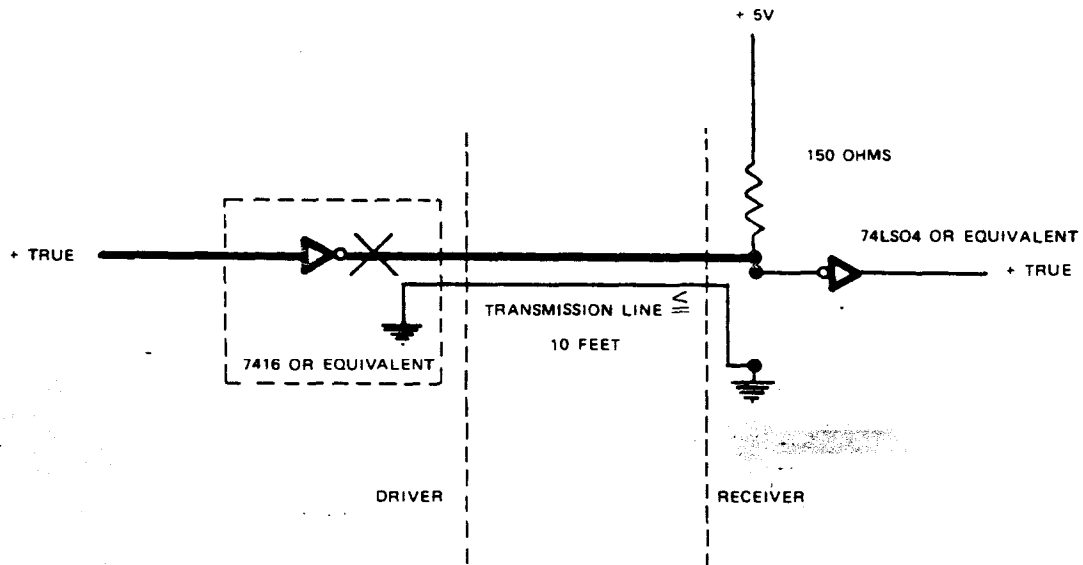 + 5V
150 OHMS
74LS04 OR EQUIVALENT
+ TRUE
+ TRUE
TRANSMISSION LINE ≤
10 FEET
7416 OR EQUIVALENT
DRIVER
RECEIVER